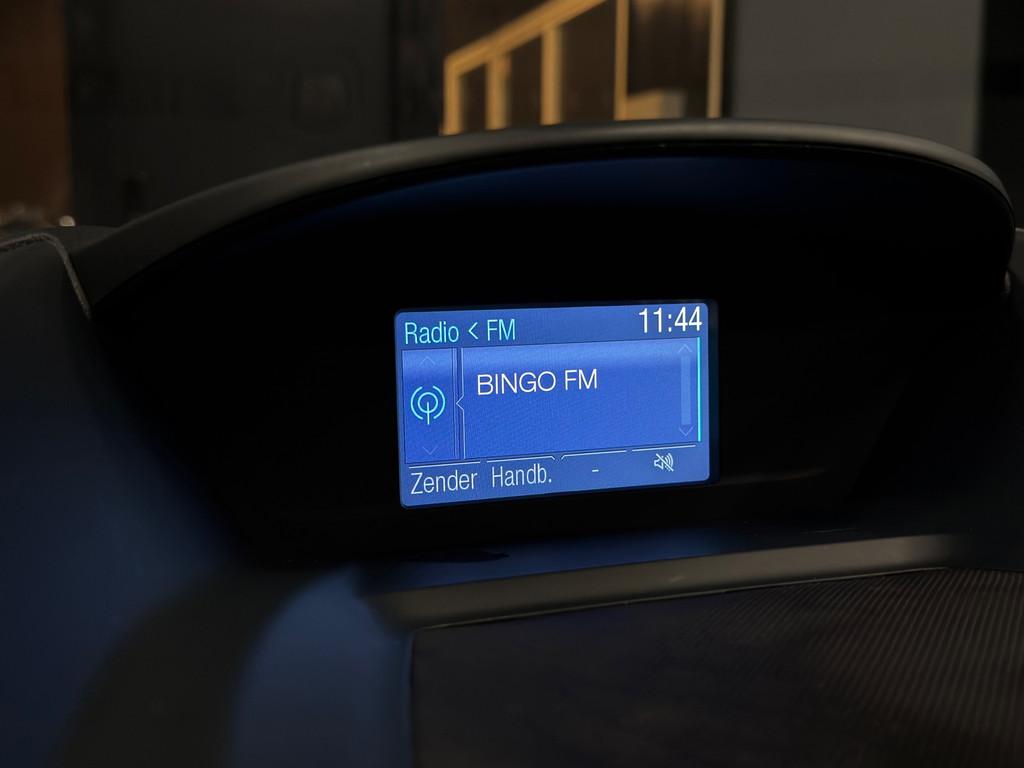 Radio < FM 11:44
BINGO FM
Zender Handb. -